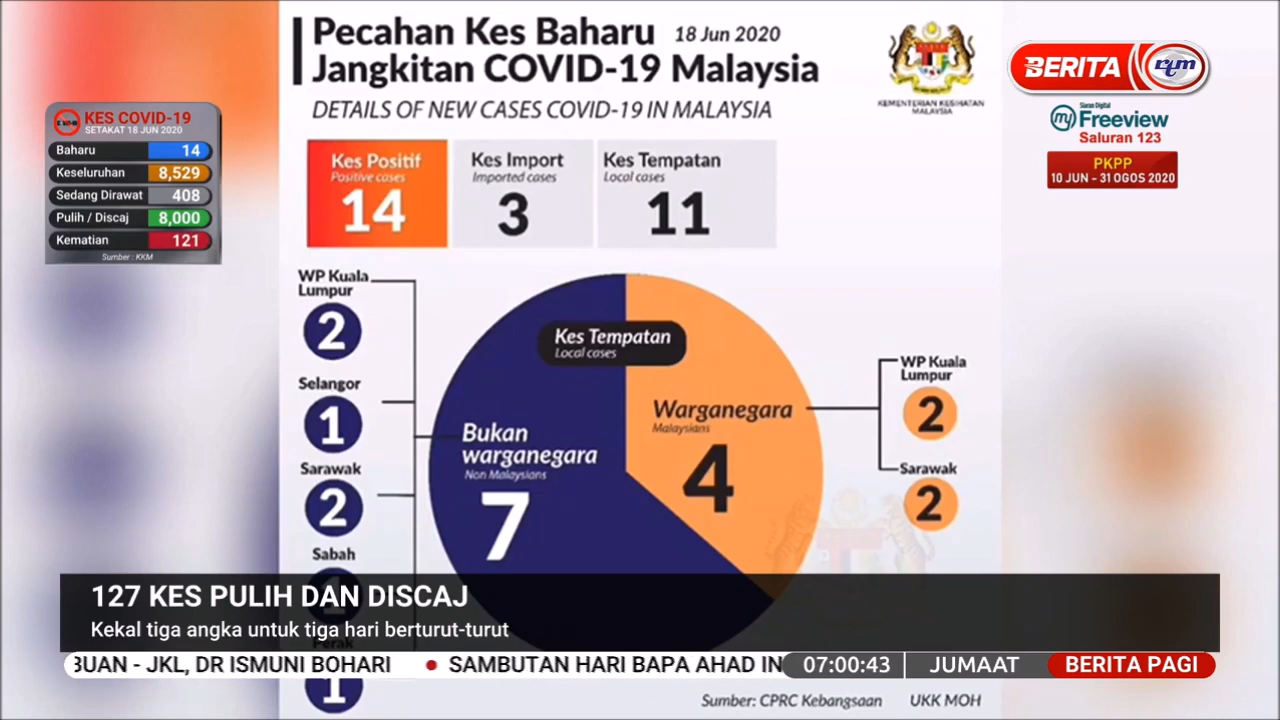 Pecahan Kes Baharu 18 Jun 2020
Jangkitan COVID-19 Malaysia
DETAILS OF NEW CASES COVID-19 IN MALAYSIA
KEMENTERIAN KESIHATAN
MALAYSIA
BERITA rtm
Siaran Digital
my Freeview
Saluran 123
PKPP
10 JUN - 31 OGOS 2020
KES COVID-19
SETAKAT 18 JUN 2020
Baharu 14
Keseluruhan 8,529
Sedang Dirawat 408
Pulih / Discaj 8,000
Kematian 121
Sumber : KKM
Kes Positif
Positive cases
14
Kes Import
Imported cases
3
Kes Tempatan
Local cases
11
WP Kuala
Lumpur
2
Selangor
1
Sarawak
2
Sabah
1
Perak
1
Kes Tempatan
Local cases
Bukan
warganegara
Non Malaysians
7
Warganegara
Malaysians
4
WP Kuala
Lumpur
2
Sarawak
2
127 KES PULIH DAN DISCAJ
Kekal tiga angka untuk tiga hari berturut-turut
BUAN - JKL, DR ISMUNI BOHARI • SAMBUTAN HARI BAPA AHAD IN
07:00:43 JUMAAT BERITA PAGI
Sumber: CPRC Kebangsaan UKK MOH